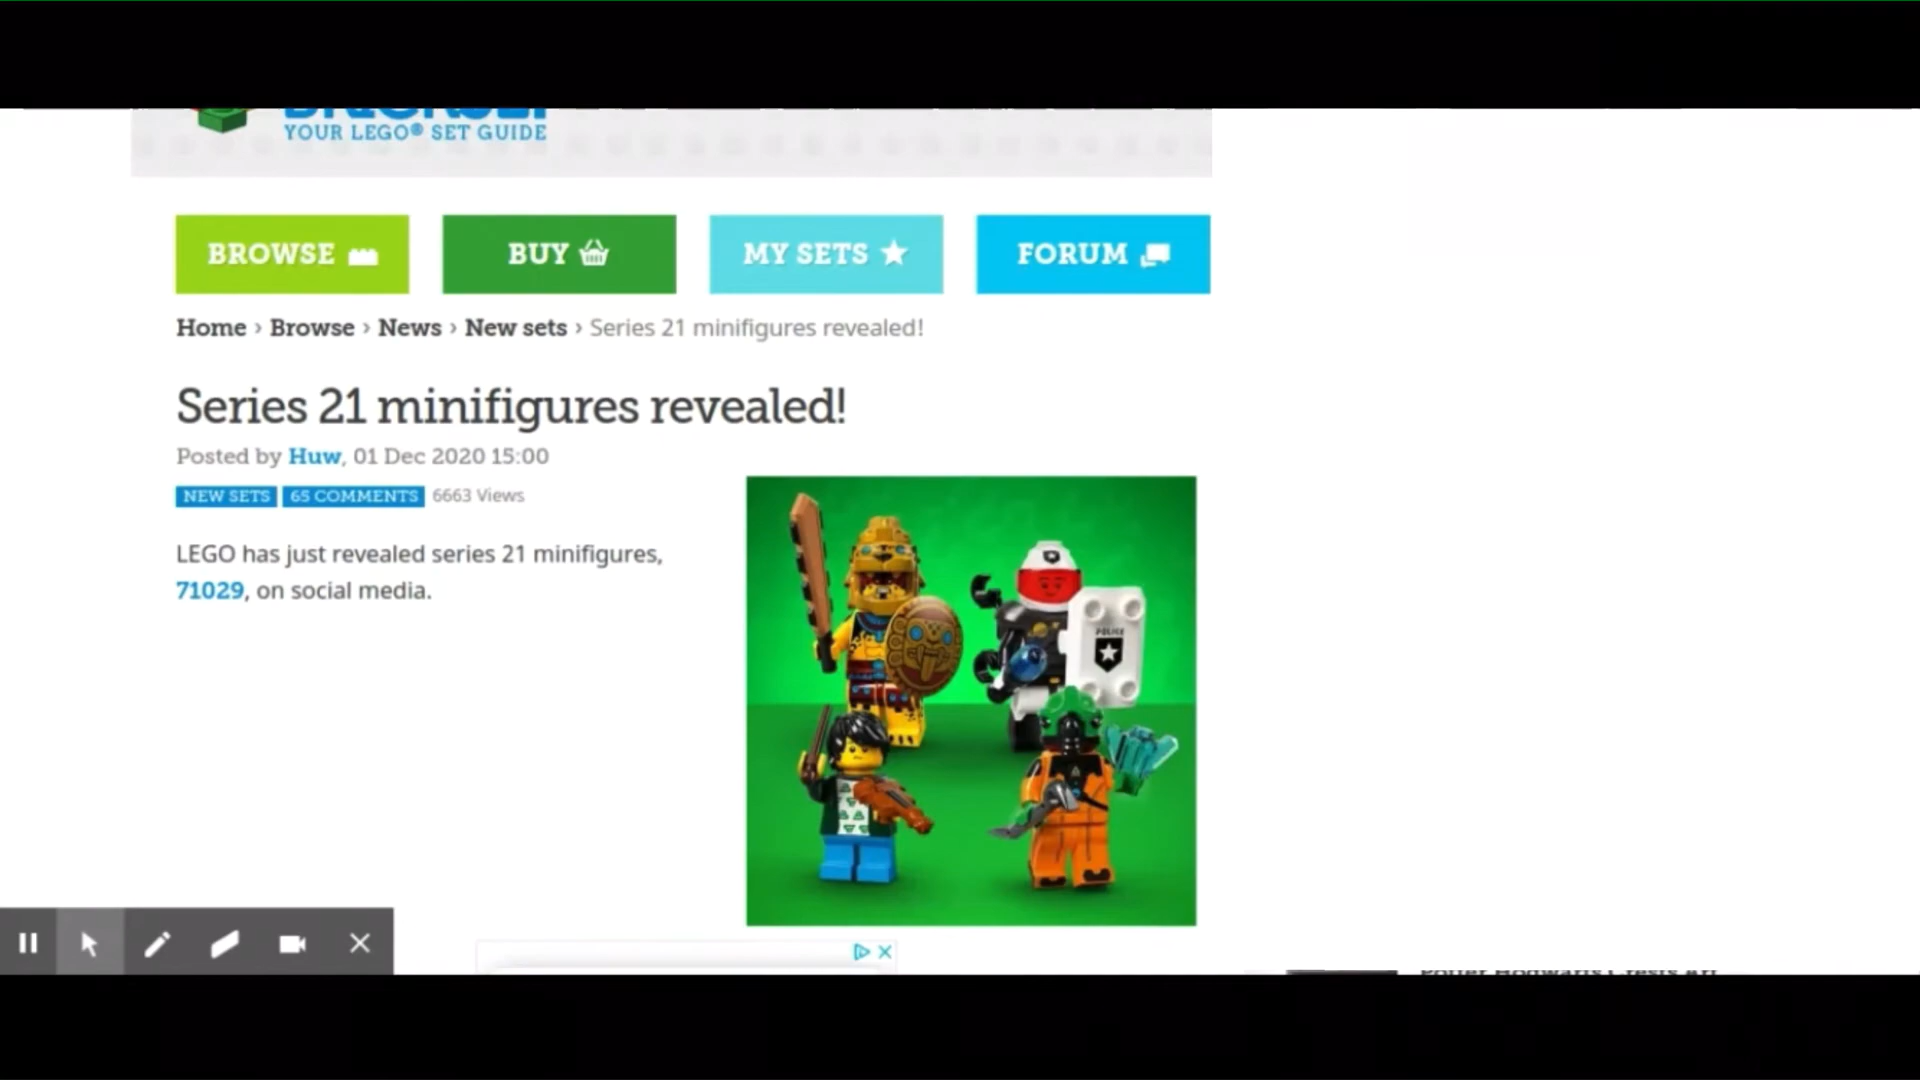 YOUR LEGO® SET GUIDE
BROWSE
BUY
MY SETS
FORUM
Home › Browse › News › New sets › Series 21 minifigures revealed!
Series 21 minifigures revealed!
Posted by Huw, 01 Dec 2020 15:00
NEW SETS 65 COMMENTS 6663 Views
LEGO has just revealed series 21 minifigures,
71029, on social media.
POLICE